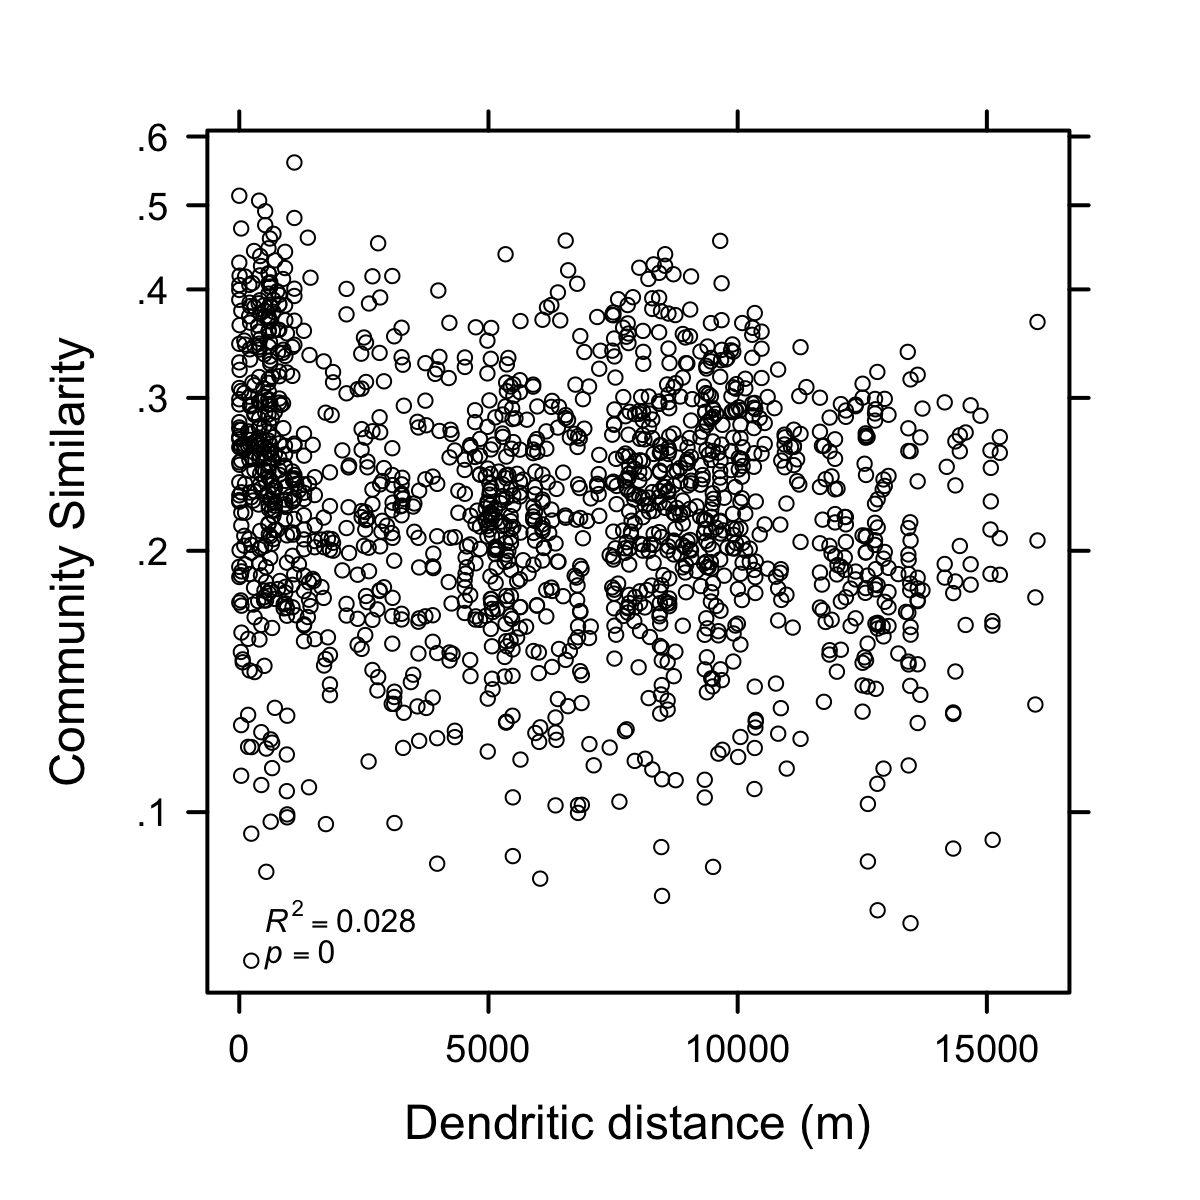 .6
.5
.4
.3
.2
.1
Community Similarity
R² = 0.028
p = 0
0 5000 10000 15000
Dendritic distance (m)